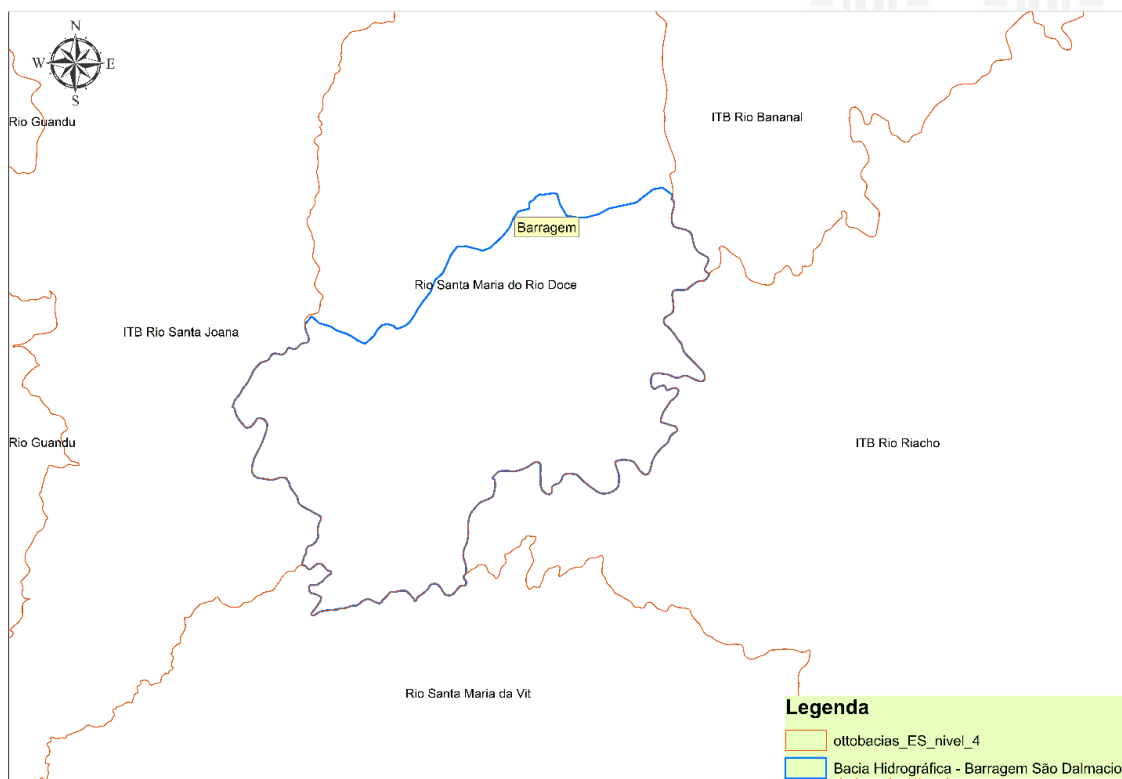 N
W E
S
Rio Guandu
ITB Rio Bananal
Barragem
Rio Santa Maria do Rio Doce
ITB Rio Santa Joana
Rio Guandu
ITB Rio Riacho
Rio Santa Maria da Vit
Legenda
ottobacias_ES_nivel_4
Bacia Hidrográfica - Barragem São Dalmacio